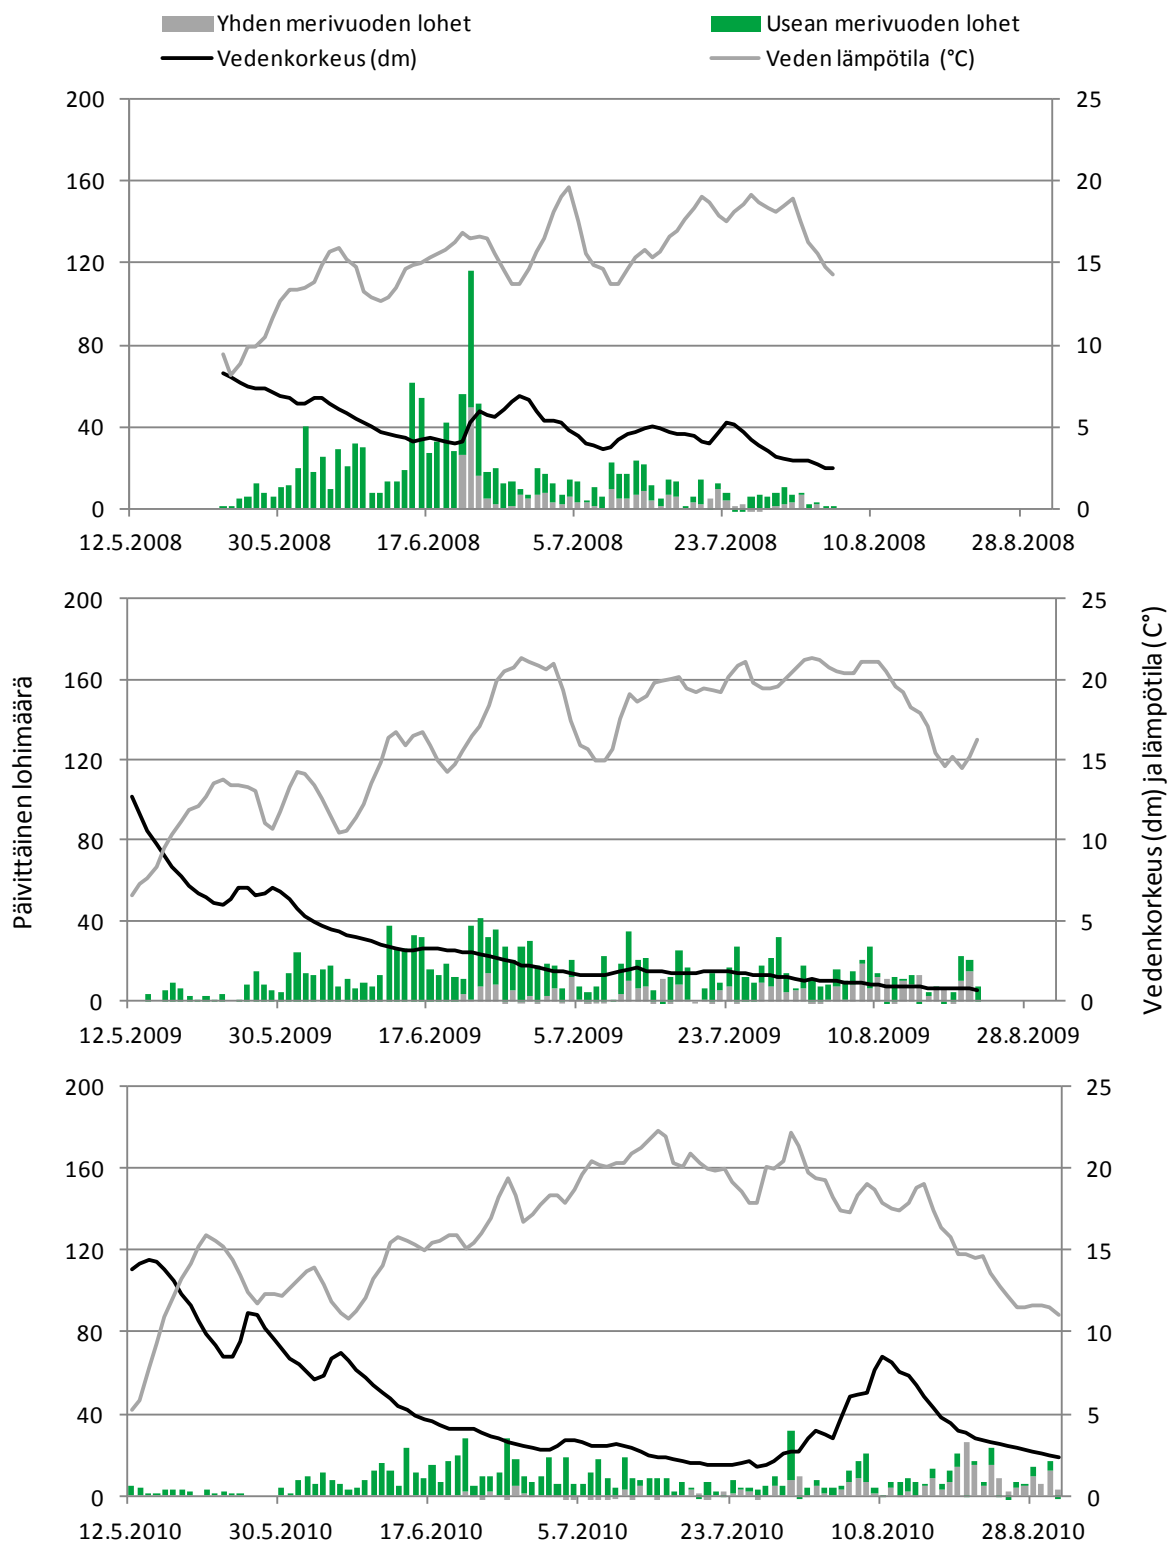 Yhden merivuoden lohet Usean merivuoden lohet
Vedenkorkeus (dm) Veden lämpötila (°C)
200 25
160 20
120 15
80 10
40 5
0 0
12.5.2008 30.5.2008 17.6.2008 5.7.2008 23.7.2008 10.8.2008 28.8.2008
Päivittäinen lohimäärä
Vedenkorkeus (dm) ja lämpötila (C°)
200 25
160 20
120 15
80 10
40 5
0 0
12.5.2009 30.5.2009 17.6.2009 5.7.2009 23.7.2009 10.8.2009 28.8.2009
200 25
160 20
120 15
80 10
40 5
0 0
12.5.2010 30.5.2010 17.6.2010 5.7.2010 23.7.2010 10.8.2010 28.8.2010